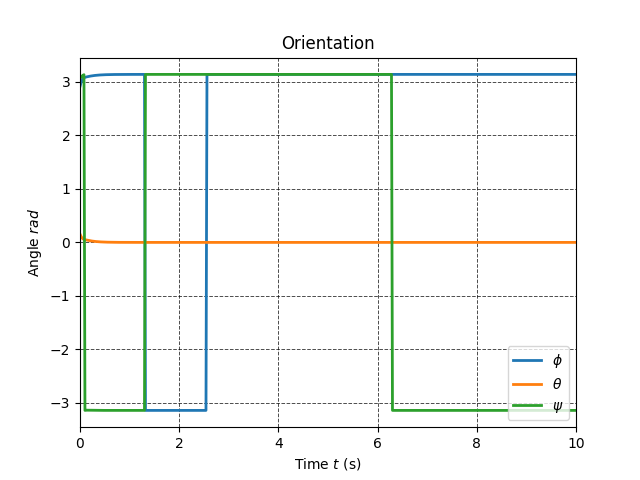 Orientation
3
2
1
0
−1
−2
−3
Angle rad
0 2 4 6 8 10
Time t (s)
ϕ
θ
ψ